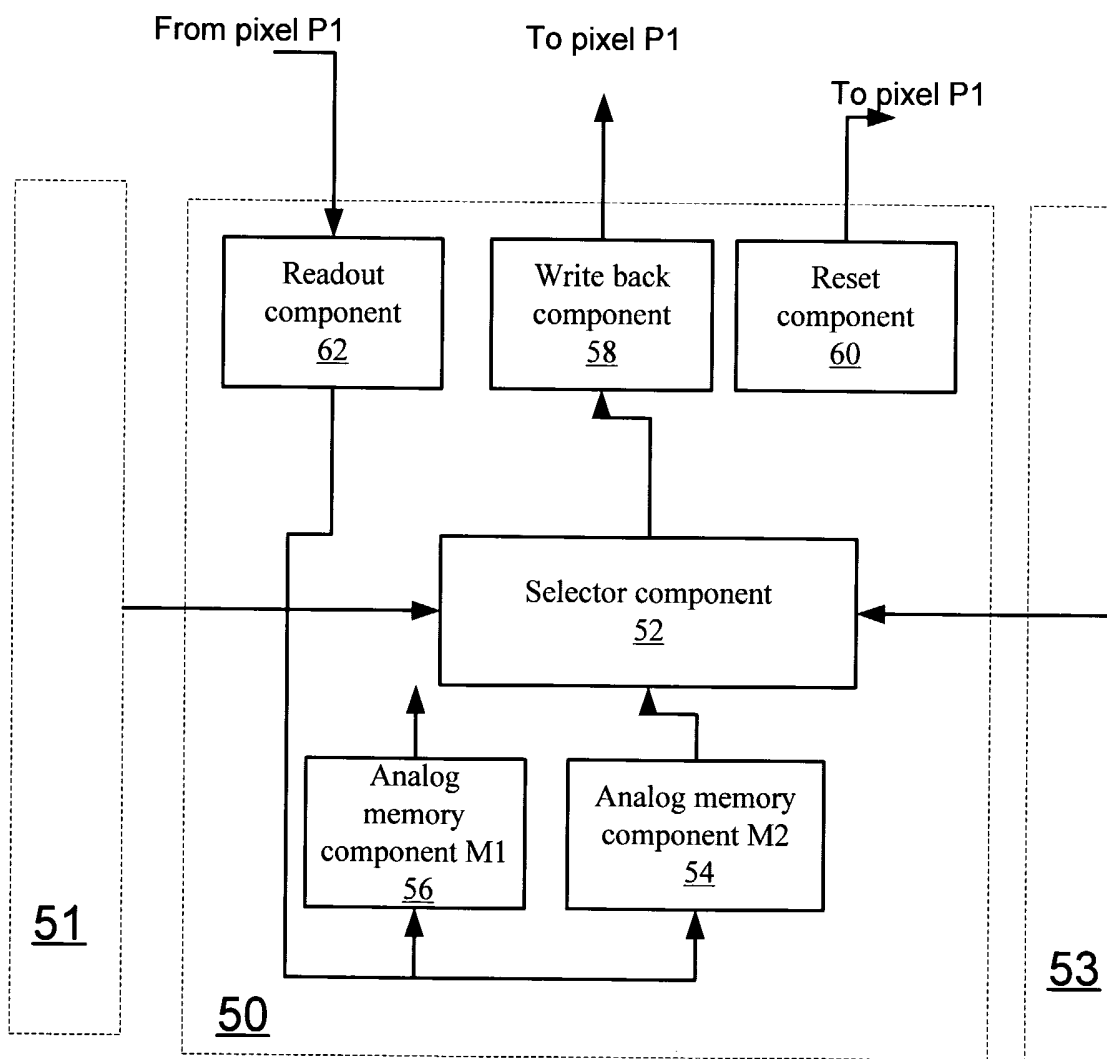 From pixel P1
To pixel P1
To pixel P1
Readout
component
62
Write back
component
58
Reset
component
60
Selector component
52
Analog
memory
component M1
56
Analog memory
component M2
54
51
50
53